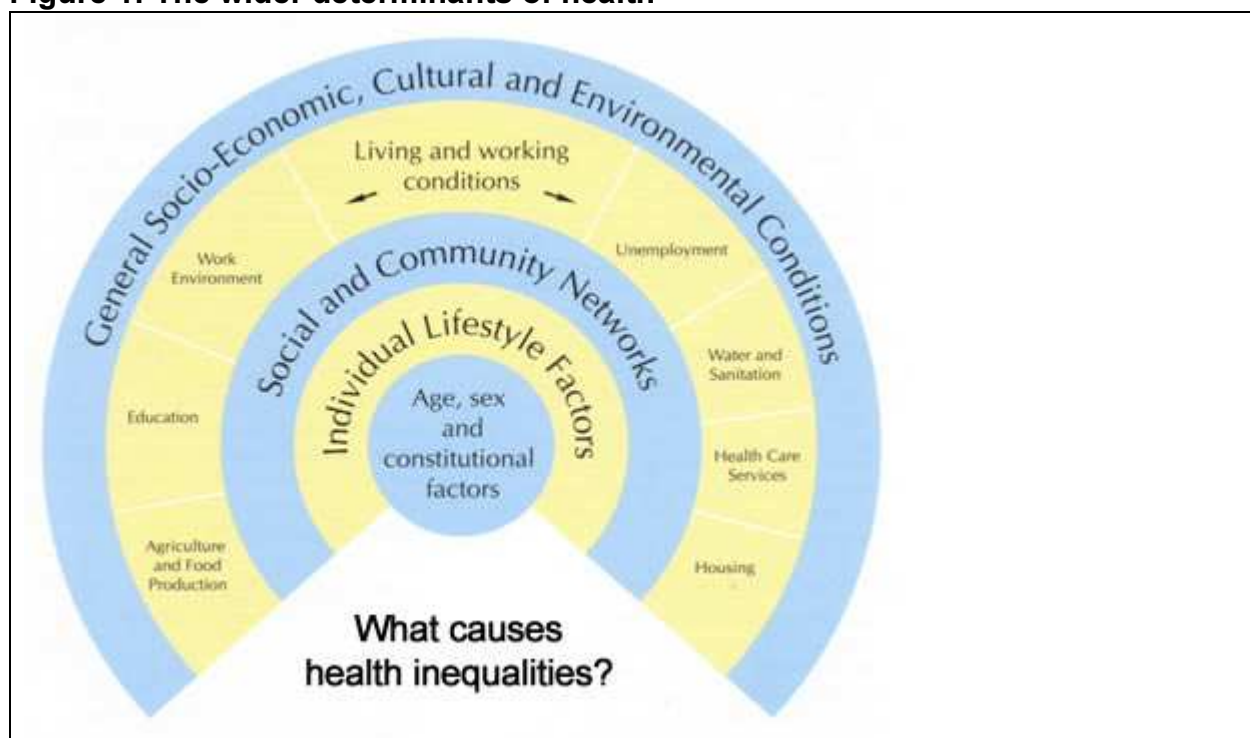 Figure 1: The wider determinants of health
General Socio-Economic, Cultural and Environmental Conditions
Living and working
conditions
Work
Environment
Unemployment
Social and Community Networks
Individual Lifestyle Factors
Water and
Sanitation
Education
Age, sex
and
constitutional
factors
Health Care
Services
Agriculture
and Food
Production
Housing
What causes
health inequalities?